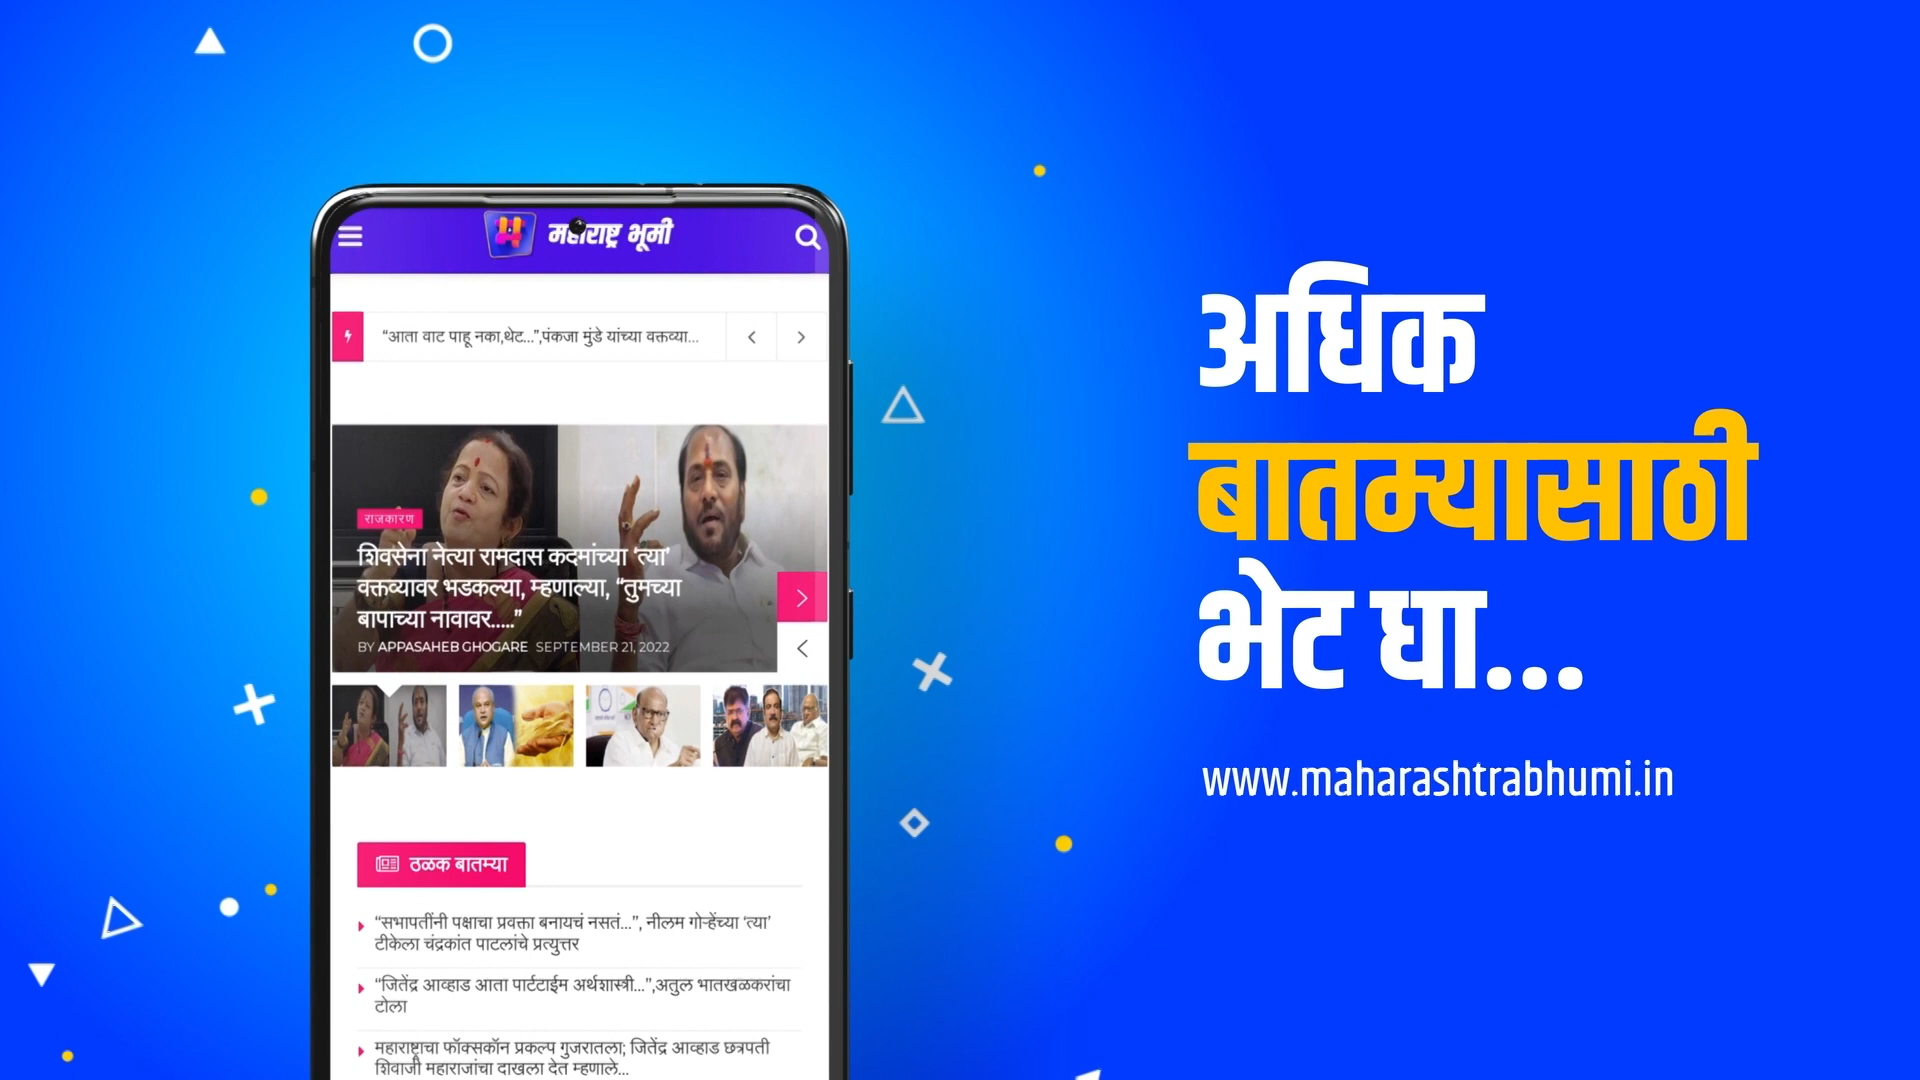 महाराष्ट्र भूमी
“आता वाट पाहू नका,थेट...”,पंकजा मुंडे यांच्या वक्तव्या...
राजकारण
शिवसेना नेत्या रामदास कदमांच्या ‘त्या’
वक्तव्यावर भडकल्या, म्हणाल्या, “तुमच्या
बापाच्या नावावर.....”
BY APPASAHEB GHOGARE SEPTEMBER 21, 2022
ठळक बातम्या
“सभापतींनी पक्षाचा प्रवक्ता बनायचं नसतं...”, नीलम गोऱ्हेंच्या ‘त्या’
टीकेला चंद्रकांत पाटलांचे प्रत्युत्तर
“जितेंद्र आव्हाड आता पार्टटाईम अर्थशास्त्री...”,अतुल भातखळकरांचा
टोला
महाराष्ट्राचा फॉक्सकॉन प्रकल्प गुजरातला; जितेंद्र आव्हाड छत्रपती
शिवाजी महाराजांचा दाखला देत म्हणाले...
अधिक
बातम्यासाठी
भेट घा...
www.maharashtrabhumi.in